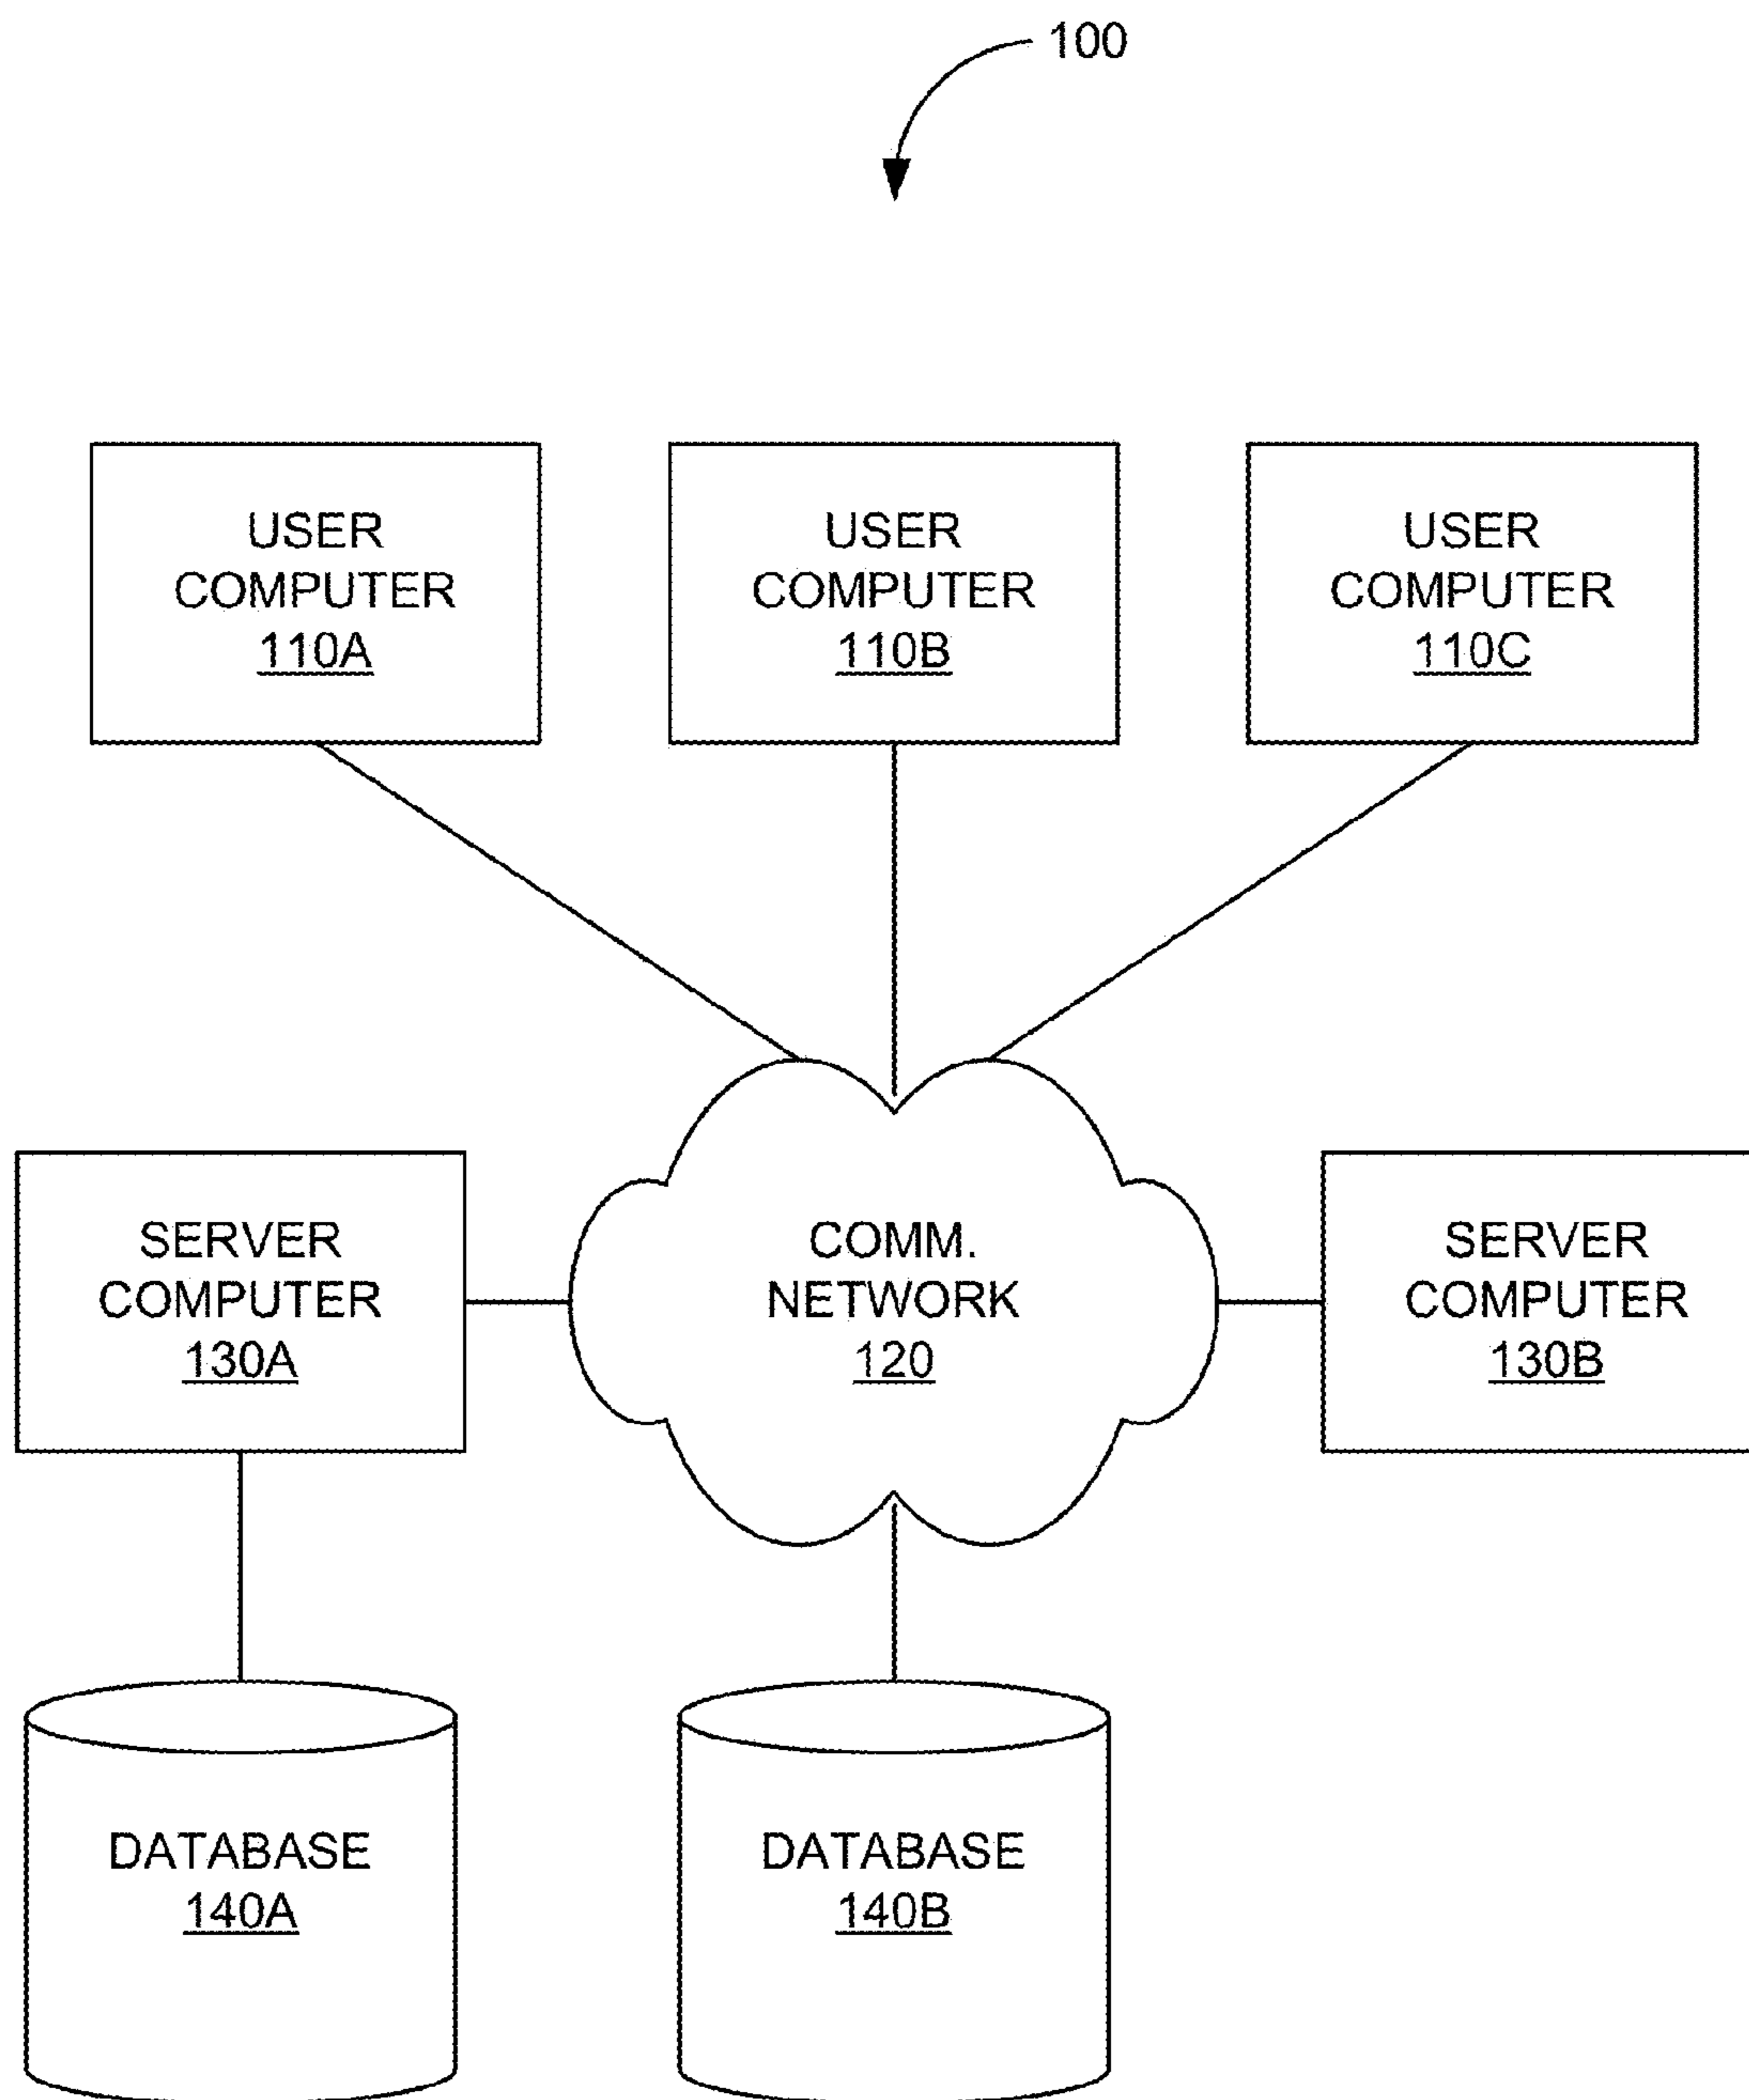 100
USER
COMPUTER
110A
USER
COMPUTER
110B
USER
COMPUTER
110C
SERVER
COMPUTER
130A
COMM.
NETWORK
120
SERVER
COMPUTER
130B
DATABASE
140A
DATABASE
140B